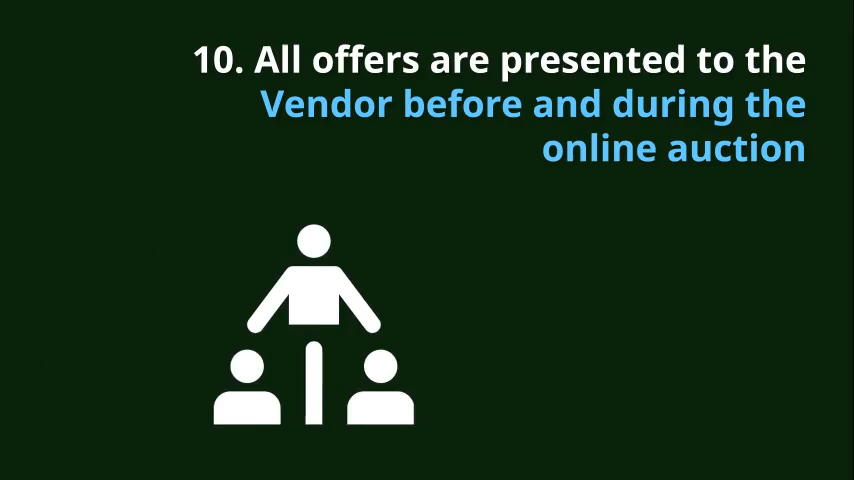 10. All offers are presented to the
Vendor before and during the
online auction